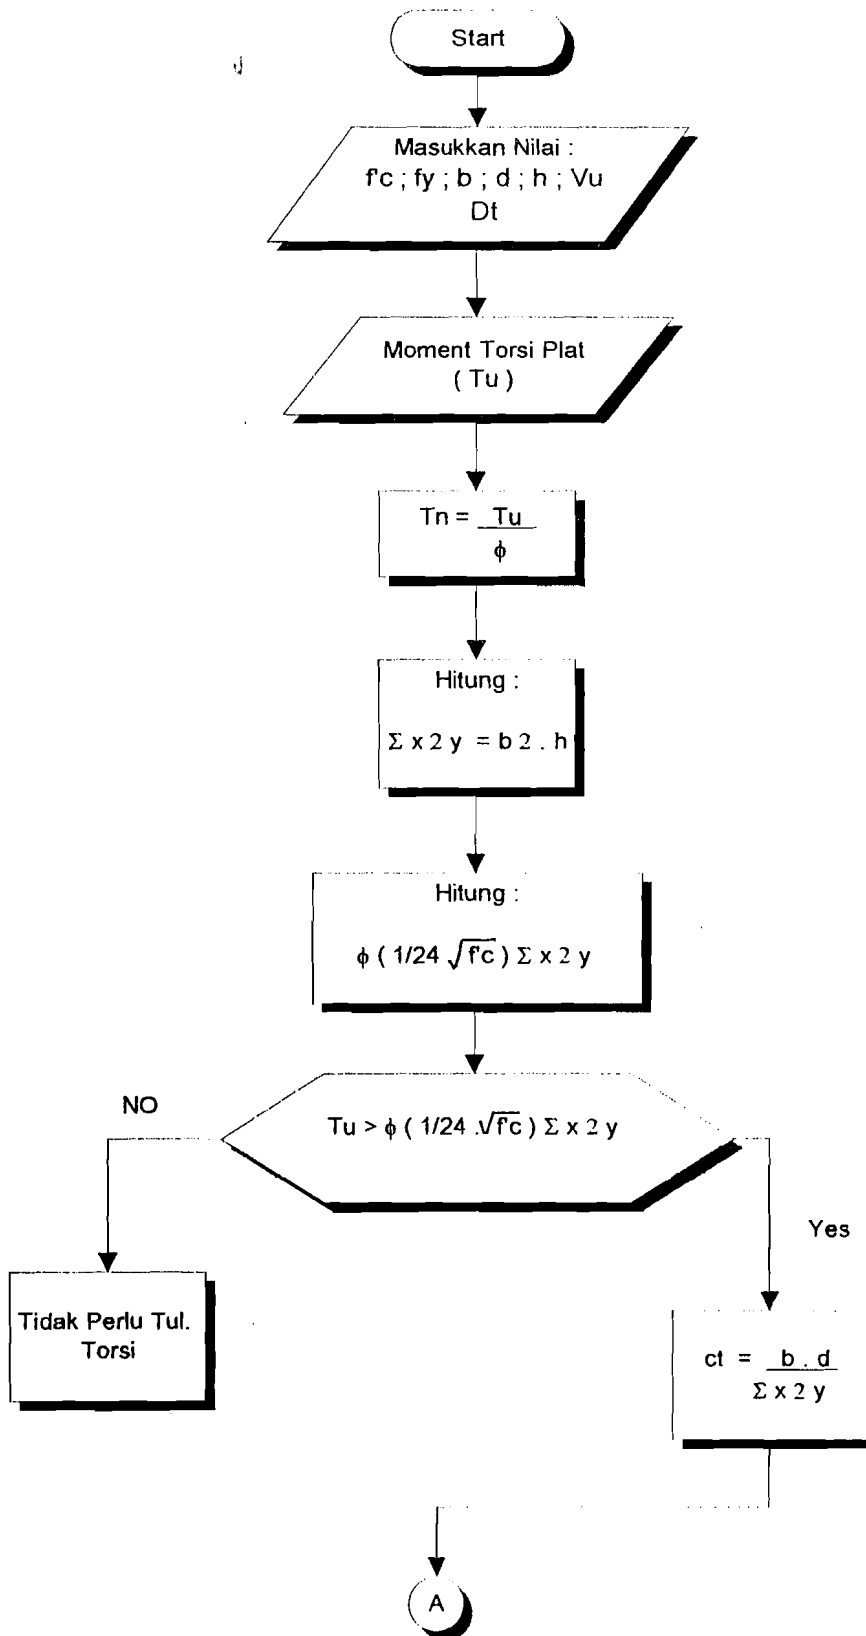 Start
Masukkan Nilai :
f'c ; fy ; b ; d ; h ; Vu
Dt
Moment Torsi Plat
( Tu )
Tn = Tu
ϕ
Hitung :
Σ x 2 y = b 2 . h
Hitung :
ϕ ( 1/24 √f'c ) Σ x 2 y
NO
Tu > ϕ ( 1/24 .√f'c ) Σ x 2 y
Yes
Tidak Perlu Tul.
Torsi
ct = b . d
Σ x 2 y
A